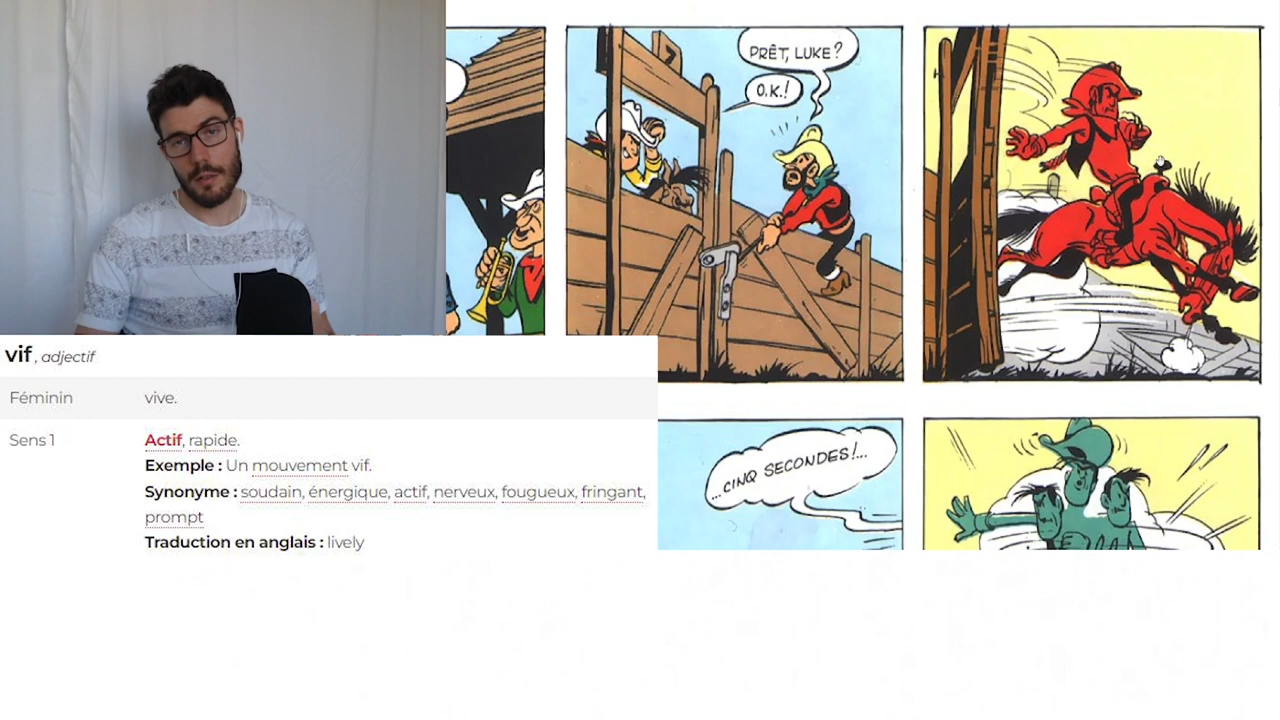 7
PRÊT, LUKE?
O.K.!
vif, adjectif
Féminin vive.
Sens 1 Actif, rapide.
Exemple : Un mouvement vif.
Synonyme : soudain, énergique, actif, nerveux, fougueux, fringant,
prompt
Traduction en anglais : lively
...CINQ SECONDES!...